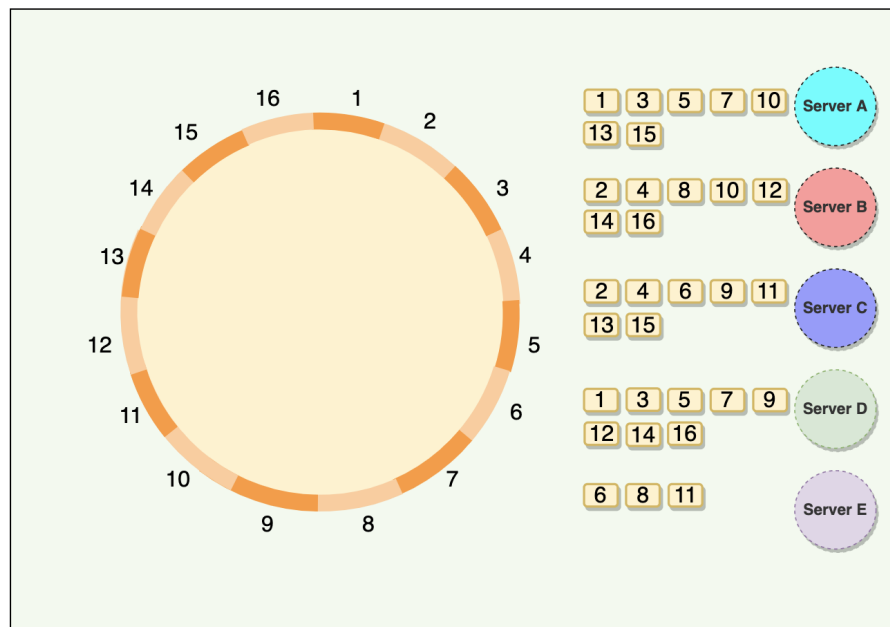 16 1
15 2
14 3
13 4
12 5
11 6
10 7
9 8
1 3 5 7 10 Server A
13 15
2 4 8 10 12 Server B
14 16
2 4 6 9 11 Server C
13 15
1 3 5 7 9 Server D
12 14 16
6 8 11 Server E